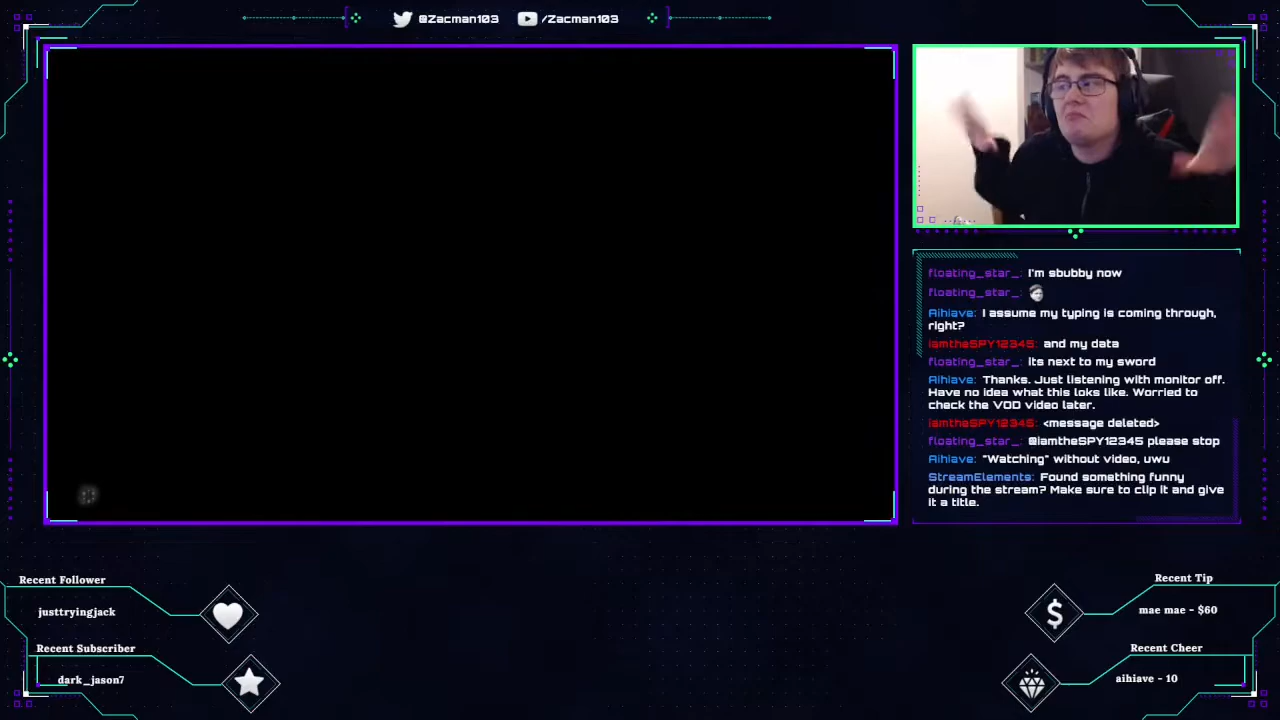 @Zacman103 /Zacman103
floating_star_: I'm sbubby now
floating_star_:
Aihiave: I assume my typing is coming through,
right?
iamtheSPY12345: and my data
floating_star_: its next to my sword
Aihiave: Thanks. Just listening with monitor off.
Have no idea what this loks like. Worried to
check the VOD video later.
iamtheSPY12345: <message deleted>
floating_star_: @iamtheSPY12345 please stop
Aihiave: "Watching" without video, uwu
StreamElements: Found something funny
during the stream? Make sure to clip it and give
it a title.
Recent Follower
justtryingjack
Recent Subscriber
dark_jason7
Recent Tip
mae mae - $60
Recent Cheer
aihiave - 10